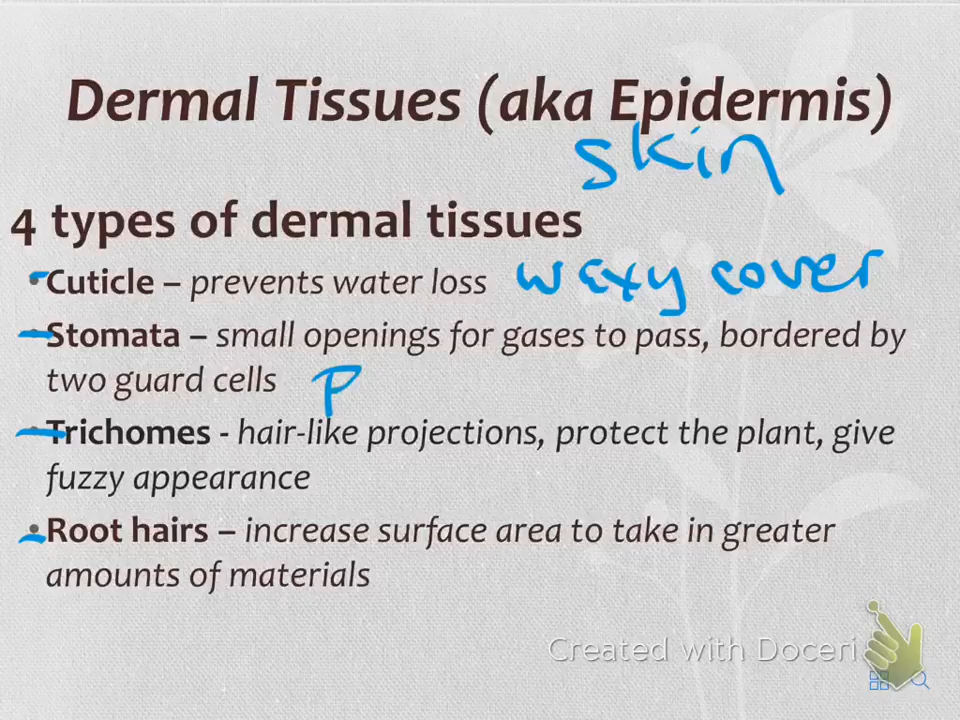 Dermal Tissues (aka Epidermis)
skin
4 types of dermal tissues
•Cuticle – prevents water loss waxy cover
•Stomata – small openings for gases to pass, bordered by
two guard cells P
•Trichomes - hair-like projections, protect the plant, give
fuzzy appearance
•Root hairs – increase surface area to take in greater
amounts of materials
Created with Doceri